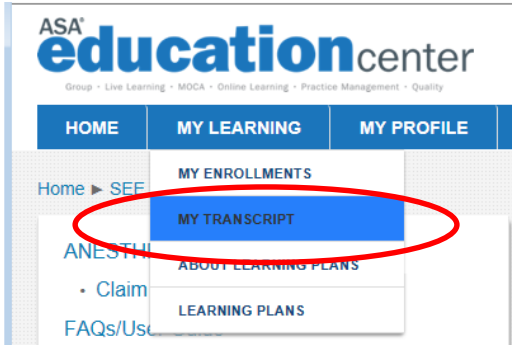 ASA®
education center
Group • Live Learning • MOCA • Online Learning • Practice Management • Quality
HOME MY LEARNING MY PROFILE
MY ENROLLMENTS
Home ► SEE
MY TRANSCRIPT
ANESTH
ABOUT LEARNING PLANS
• Claim
LEARNING PLANS
FAQs/User Guide